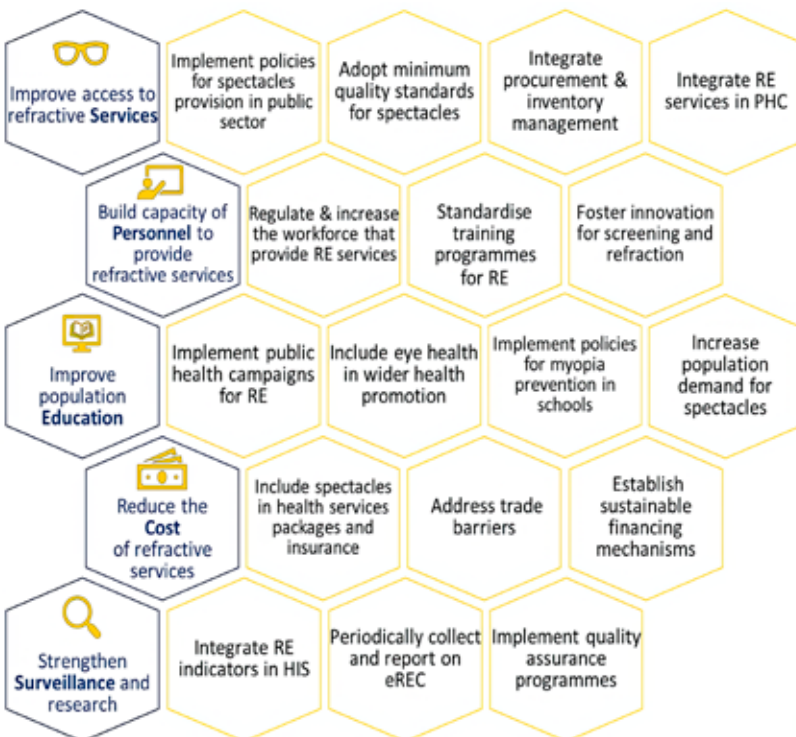 Improve access to
refractive Services
Implement policies
for spectacles
provision in public
sector
Adopt minimum
quality standards
for spectacles
Integrate
procurement &
inventory
management
Integrate RE
services in PHC
Build capacity of
Personnel to
provide
refractive services
Regulate & increase
the workforce that
provide RE services
Standardise
training
programmes
for RE
Foster innovation
for screening and
refraction
Improve
population
Education
Implement public
health campaigns
for RE
Include eye health
in wider health
promotion
Implement policies
for myopia
prevention in
schools
Increase
population
demand for
spectacles
Reduce the
Cost
of refractive
services
Include spectacles
in health services
packages and
insurance
Address trade
barriers
Establish
sustainable
financing
mechanisms
Strengthen
Surveillance and
research
Integrate RE
indicators in HIS
Periodically collect
and report on
eREC
Implement quality
assurance
programmes